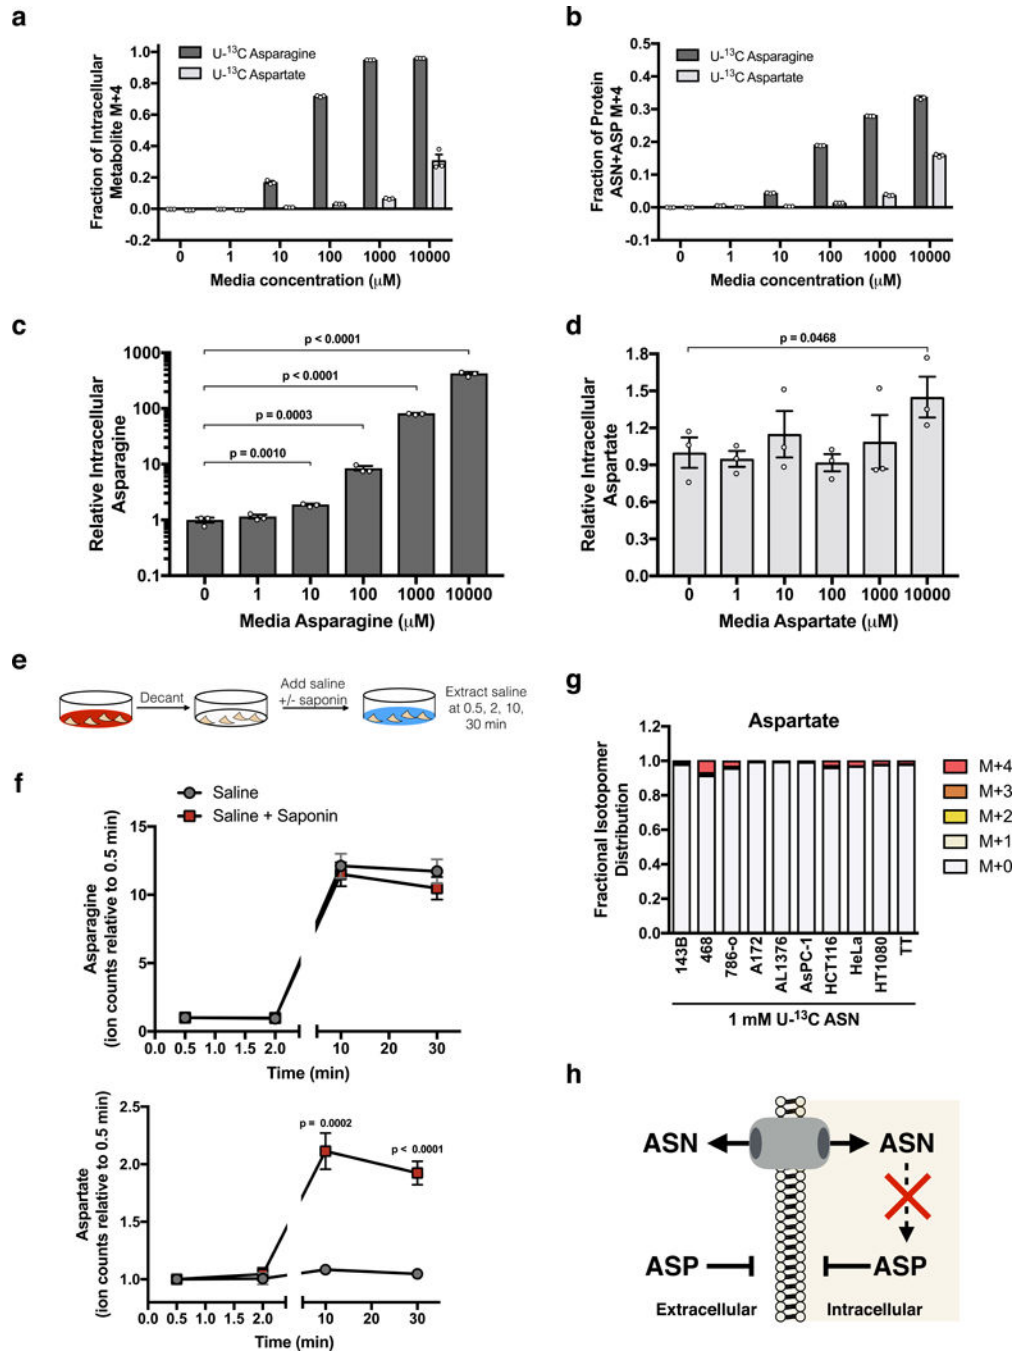 a
Fraction of Intracellular
Metabolite M+4
U-¹³C Asparagine
U-¹³C Aspartate
1.0
0.8
0.6
0.4
0.2
0.0
-0.2
0 1 10 100 1000 10000
Media concentration (μM)
b
Fraction of Protein
ASN+ASP M+4
U-¹³C Asparagine
U-¹³C Aspartate
0.5
0.4
0.3
0.2
0.1
0.0
-0.1
0 1 10 100 1000 10000
Media concentration (μM)
c
Relative Intracellular
Asparagine
p < 0.0001
p < 0.0001
p = 0.0003
p = 0.0010
1000
100
10
1
0.1
0 1 10 100 1000 10000
Media Asparagine (μM)
d
Relative Intracellular
Aspartate
p = 0.0468
1.8
1.5
1.2
0.9
0.6
0.3
0.0
0 1 10 100 1000 10000
Media Aspartate (μM)
e
Decant
Add saline
+/- saponin
Extract saline
at 0.5, 2, 10,
30 min
f
Saline
Saline + Saponin
Asparagine
(ion counts relative to 0.5 min)
15
10
5
0
0.0 0.5 1.0 1.5 2.0 10 20 30
Time (min)
Aspartate
(ion counts relative to 0.5 min)
2.5
2.0
1.5
1.0
p = 0.0002
p < 0.0001
0.0 0.5 1.0 1.5 2.0 10 20 30
Time (min)
g
Aspartate
Fractional Isotopomer
Distribution
1.2
1.0
0.8
0.6
0.4
0.2
0.0
143B
468
786-o
A172
AL1376
AsPC-1
HCT116
HeLa
HT1080
TT
1 mM U-¹³C ASN
M+4
M+3
M+2
M+1
M+0
h
ASN ASN
ASP ASP
Extracellular Intracellular